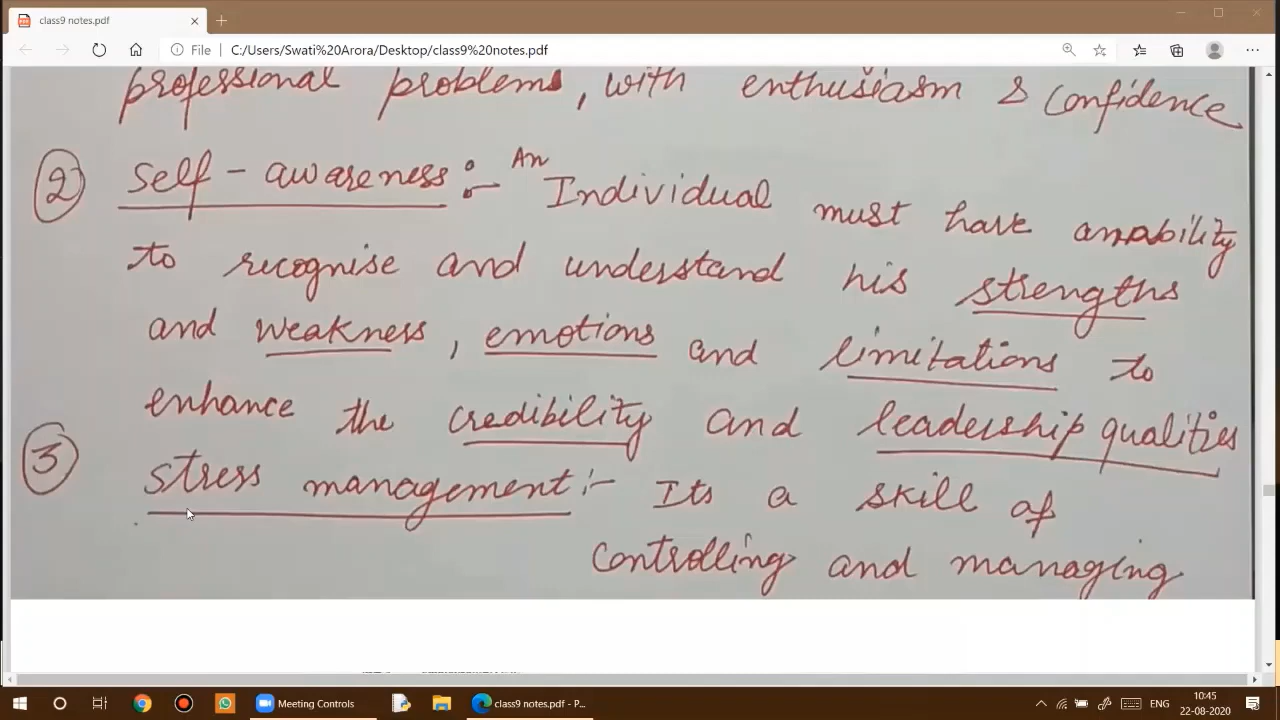 class9 notes.pdf
File | C:/Users/Swati%20Arora/Desktop/class9%20notes.pdf
professional problems, with enthusiasm & confidence
② self-awareness :- An Individual must have an ability
to recognise and understand his strengths
and weakness, emotions and limitations to
enhance the credibility and leadership qualities
③ stress management :- Its a skill of
controlling and managing
Meeting Controls
class9 notes.pdf - P...
ENG
10:45
22-08-2020